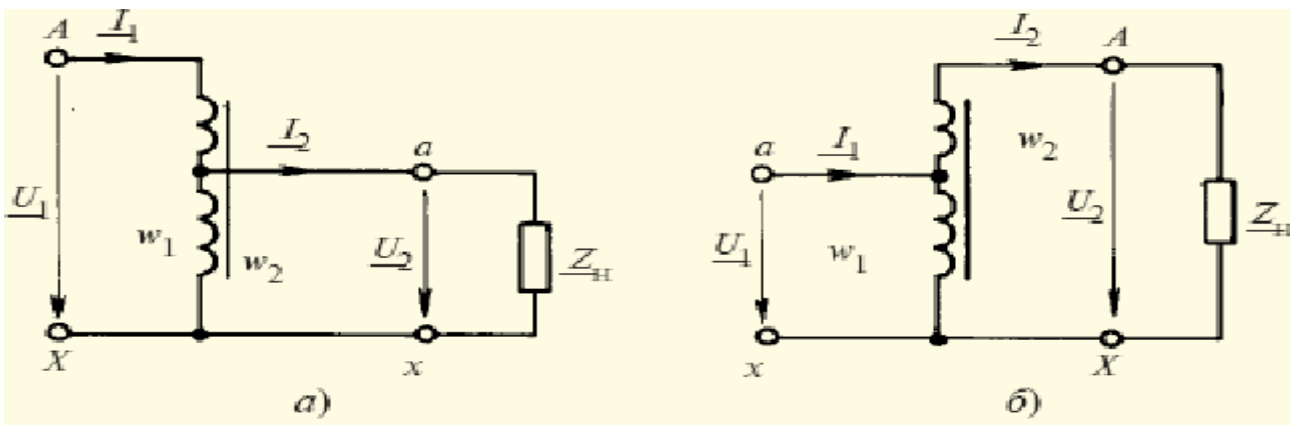 A I₁
I₂ a
U₁ w₁ w₂ U₂ Zн
X x
а)
I₂ A
a I₁ w₂
U₁ w₁ U₂ Zн
x X
б)